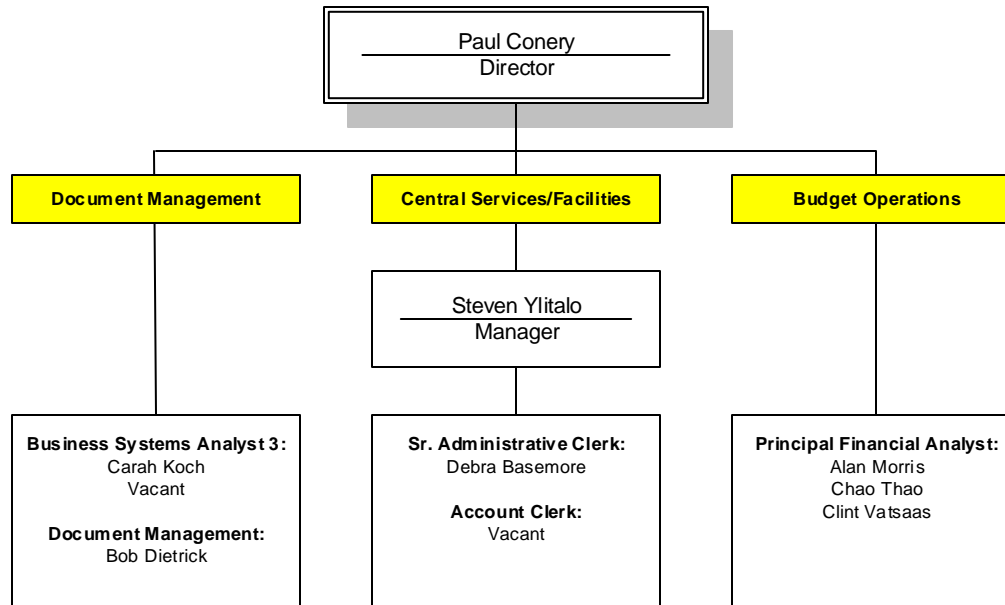 Paul Conery
Director
Document Management
Central Services/Facilities
Budget Operations
Steven Ylitalo
Manager
Business Systems Analyst 3:
Carah Koch
Vacant
Document Management:
Bob Dietrick
Sr. Administrative Clerk:
Debra Basemore
Account Clerk:
Vacant
Principal Financial Analyst:
Alan Morris
Chao Thao
Clint Vatsaas